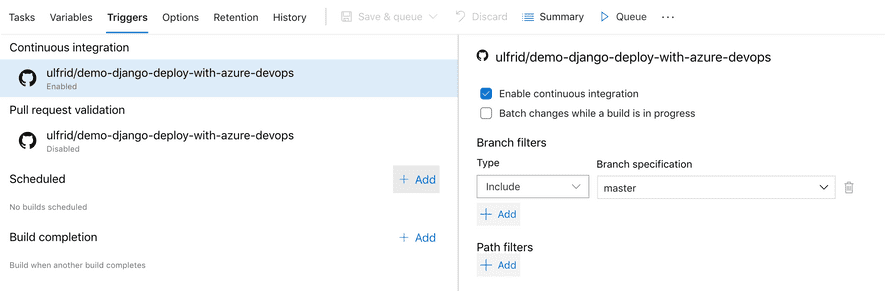 Tasks Variables Triggers Options Retention History Save & queue Discard Summary Queue ...
Continuous integration
ulfrid/demo-django-deploy-with-azure-devops
Enabled
Pull request validation
ulfrid/demo-django-deploy-with-azure-devops
Disabled
Scheduled + Add
No builds scheduled
Build completion + Add
Build when another build completes
ulfrid/demo-django-deploy-with-azure-devops
Enable continuous integration
Batch changes while a build is in progress
Branch filters
Type Branch specification
Include master
+ Add
Path filters
+ Add